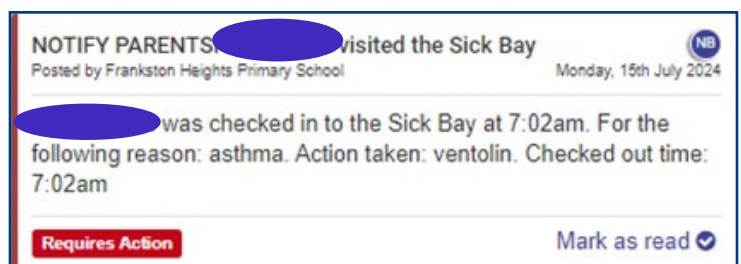 NOTIFY PARENTS: visited the Sick Bay
NB
Posted by Frankston Heights Primary School Monday, 15th July 2024
was checked in to the Sick Bay at 7:02am. For the
following reason: asthma. Action taken: ventolin. Checked out time:
7:02am
Requires Action Mark as read